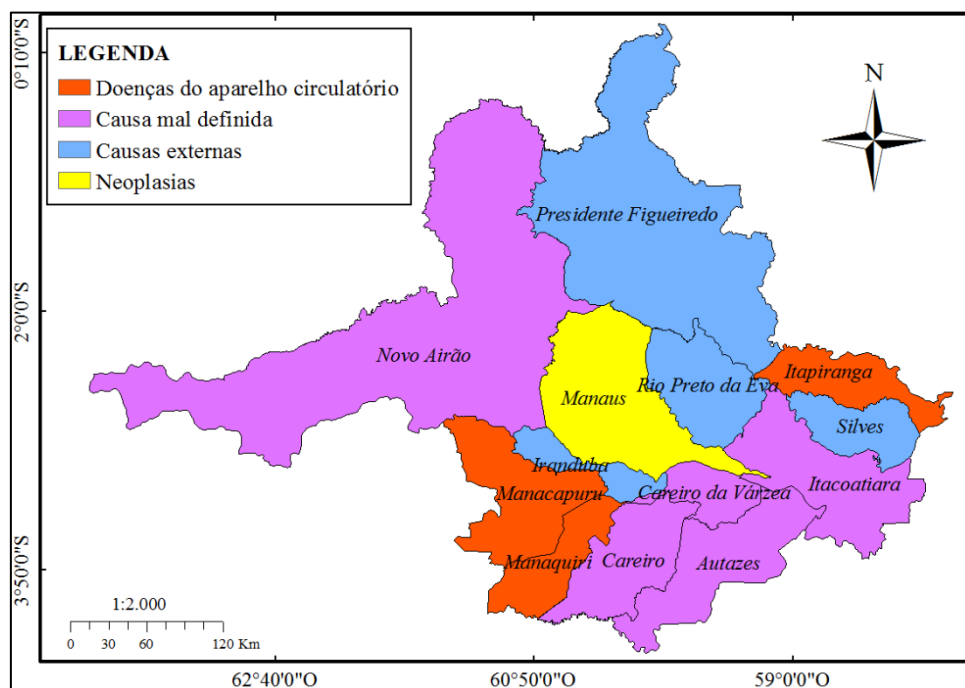 LEGENDA
Doenças do aparelho circulatório
Causa mal definida
Causas externas
Neoplasias
N
0°10'0"S
2°0'0"S
3°50'0"S
Presidente Figueiredo
Novo Airão
Manaus
Rio Preto da Eva
Itapiranga
Silves
Iranduba
Manacapuru
Careiro da Várzea
Itacoatiara
Manaquiri
Careiro
Autazes
1:2.000
0 30 60 120 Km
62°40'0"O 60°50'0"O 59°0'0"O